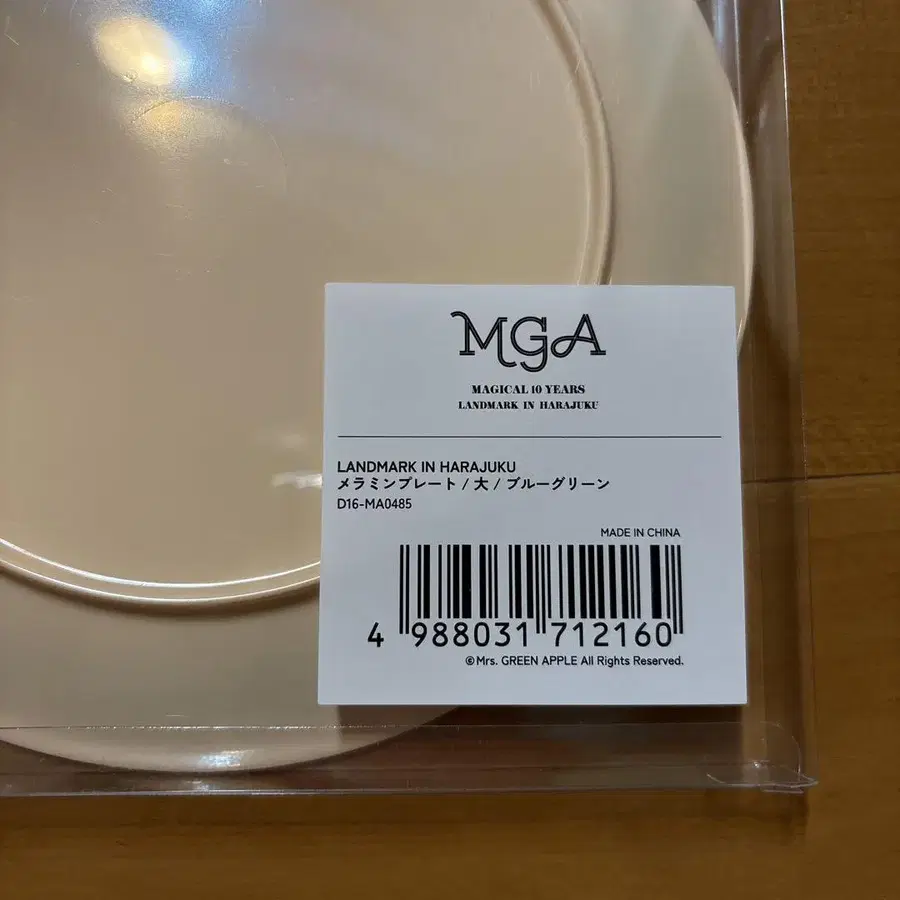 MGA
MAGICAL 10 YEARS
LANDMARK IN HARAJUKU
LANDMARK IN HARAJUKU
メラミンプレート / 大 / ブルーグリーン
D16-MA0485
MADE IN CHINA
4 988031 712160
©Mrs. GREEN APPLE All Rights Reserved.